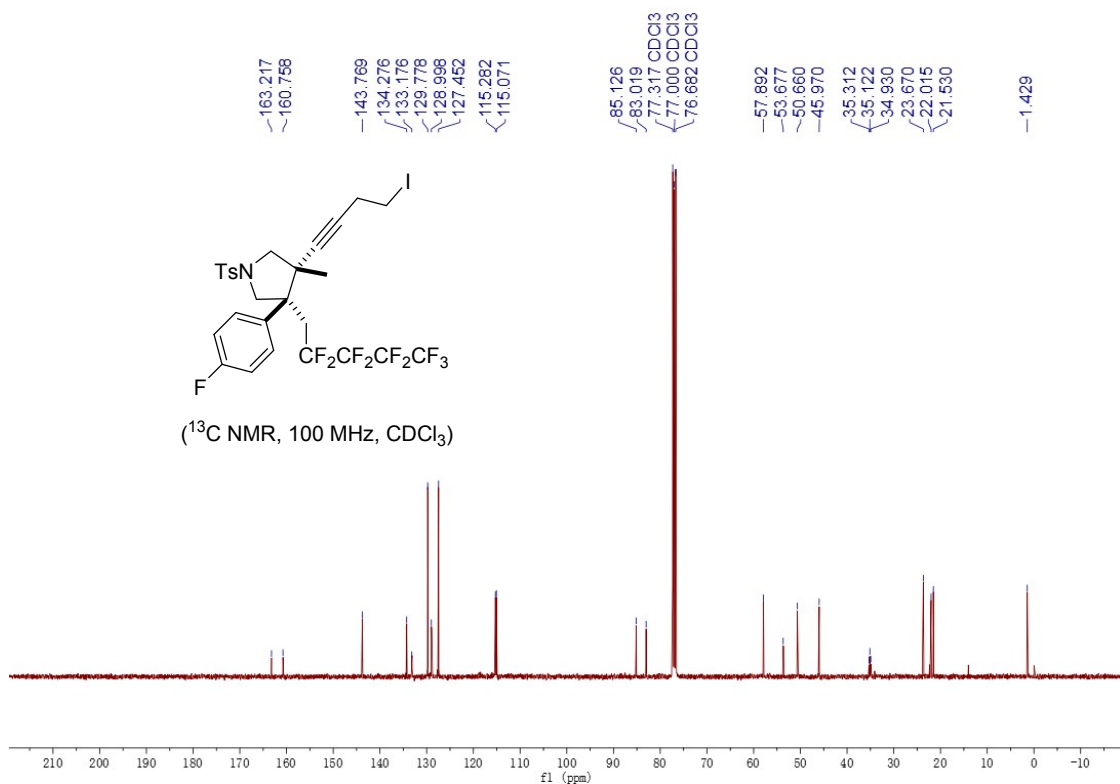 163.217
160.758
143.769
134.276
133.176
129.778
128.998
127.452
115.282
115.071
85.126
83.019
77.317 CDCl3
77.000 CDCl3
76.682 CDCl3
57.892
53.677
50.660
45.970
35.312
35.122
34.930
23.670
22.015
21.530
1.429
I
TsN
CF₂CF₂CF₂CF₃
F
(¹³C NMR, 100 MHz, CDCl₃)
210 200 190 180 170 160 150 140 130 120 110 100 90 80 70 60 50 40 30 20 10 0 -10
f1 (ppm)